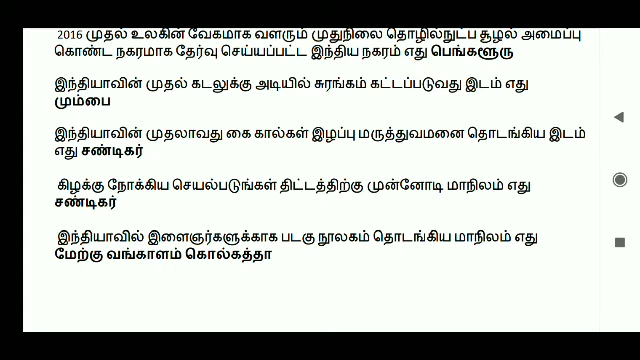 2016 முதல் உலகின் வேகமாக வளரும் முதுநிலை தொழில்நுட்ப சூழல் அமைப்பு
கொண்ட நகரமாக தேர்வு செய்யப்பட்ட இந்திய நகரம் எது பெங்களூரு
இந்தியாவின் முதல் கடலுக்கு அடியில் சுரங்கம் கட்டப்படுவது இடம் எது
மும்பை
இந்தியாவின் முதலாவது கை கால்கள் இழப்பு மருத்துவமனை தொடங்கிய இடம்
எது சண்டிகர்
கிழக்கு நோக்கிய செயல்படுங்கள் திட்டத்திற்கு முன்னோடி மாநிலம் எது
சண்டிகர்
இந்தியாவில் இளைஞர்களுக்காக படகு நூலகம் தொடங்கிய மாநிலம் எது
மேற்கு வங்காளம் கொல்கத்தா